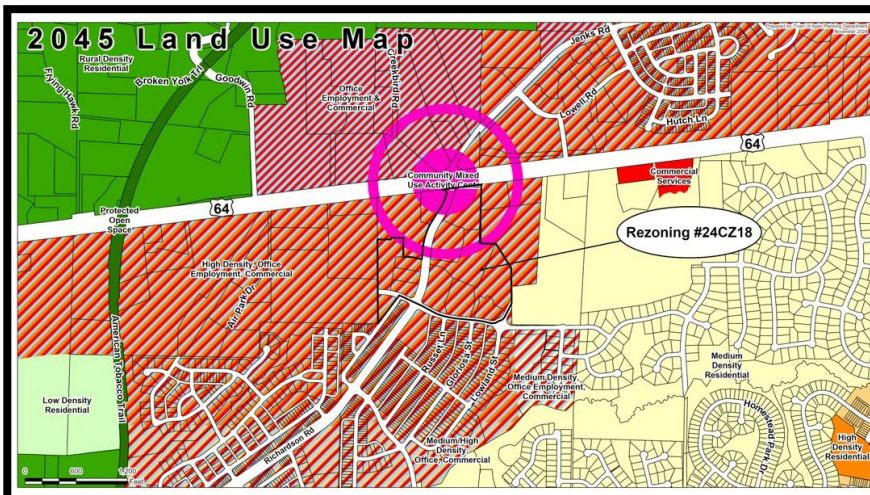 2045 Land Use Map
Prepared by: Town of Apex Planning Department
November 2024
Rural Density
Residential
Broken Yolk Trl
Goodwin Rd
Flying Hawk Rd
Office
Employment &
Commercial
Creekbird Rd
Jenks Rd
Lowell Rd
Hutch Ln
64
Community Mixed
Use Activity Center
Commercial
Services
64
Protected
Open
Space
Rezoning #24CZ18
High Density, Office
Employment, Commercial
Air Park Dr
American Tobacco Trail
Russet Ln
Gloriosa St
Lowland St
Medium Density,
Office Employment,
Commercial
Medium
Density
Residential
Low Density
Residential
Richardson Rd
Medium/High
Density,
Office, Commercial
Homestead Park Dr
High
Density
Residential
0 600 1,200
Feet